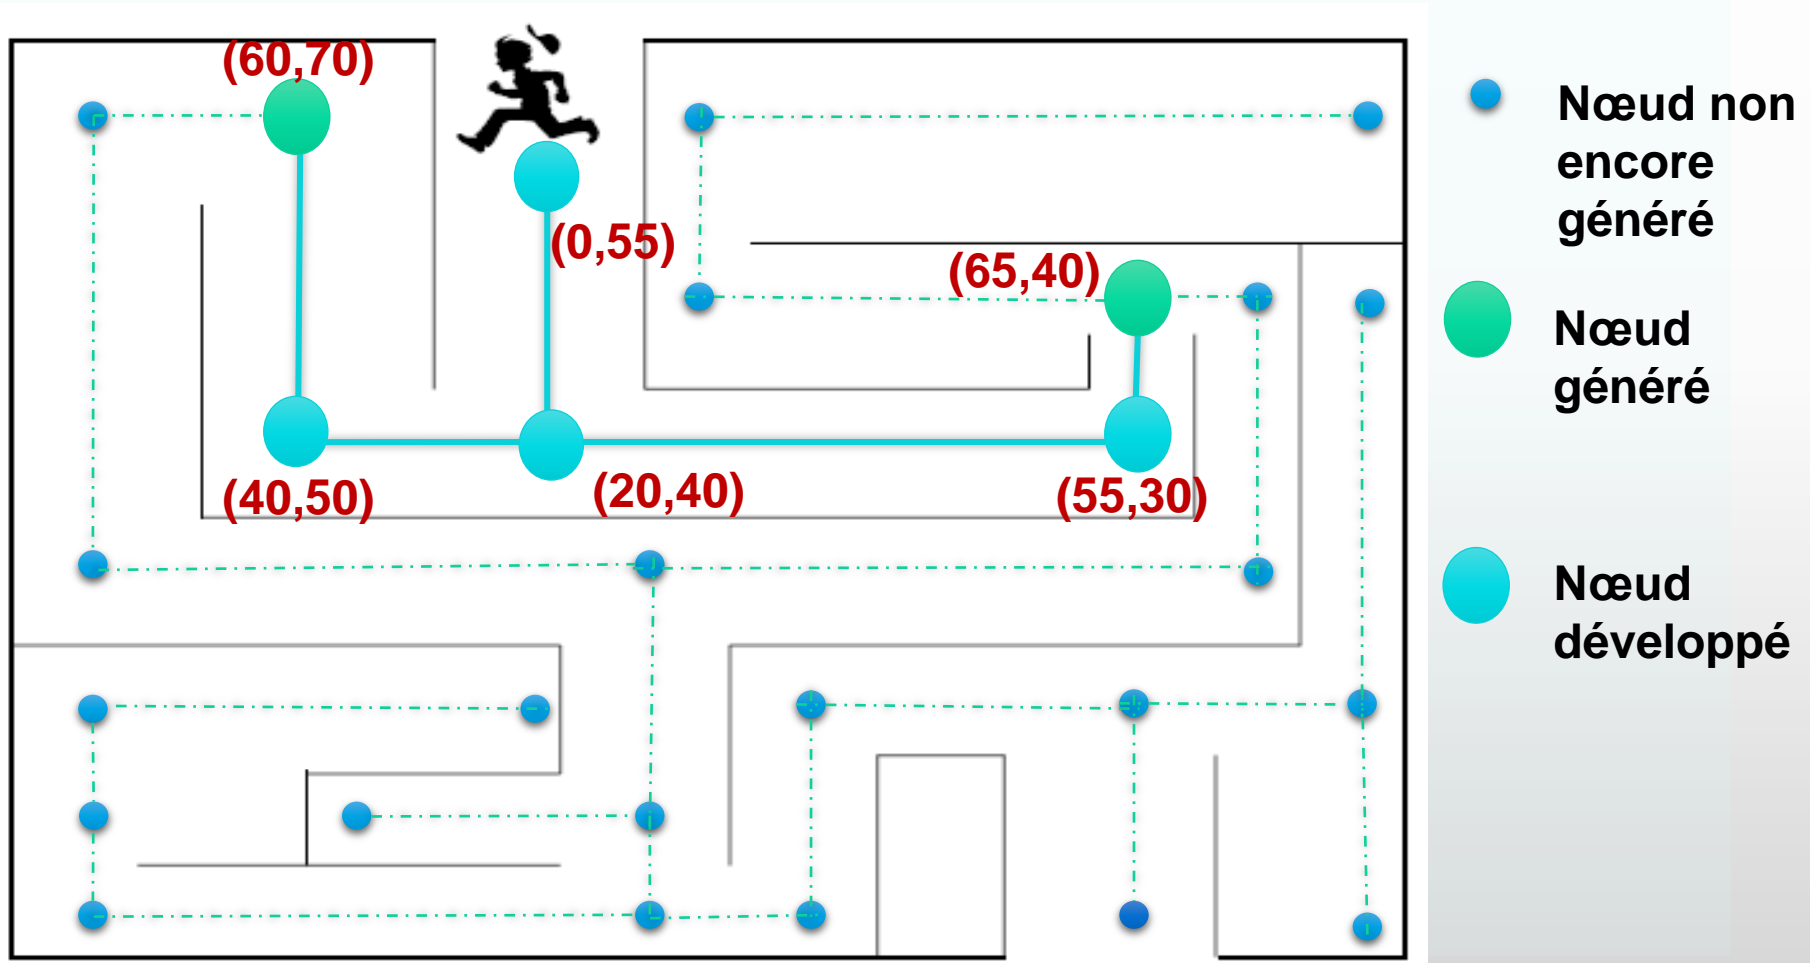 (60,70)
(0,55)
(65,40)
(40,50)
(20,40)
(55,30)
Nœud non
encore
généré
Nœud
généré
Nœud
développé